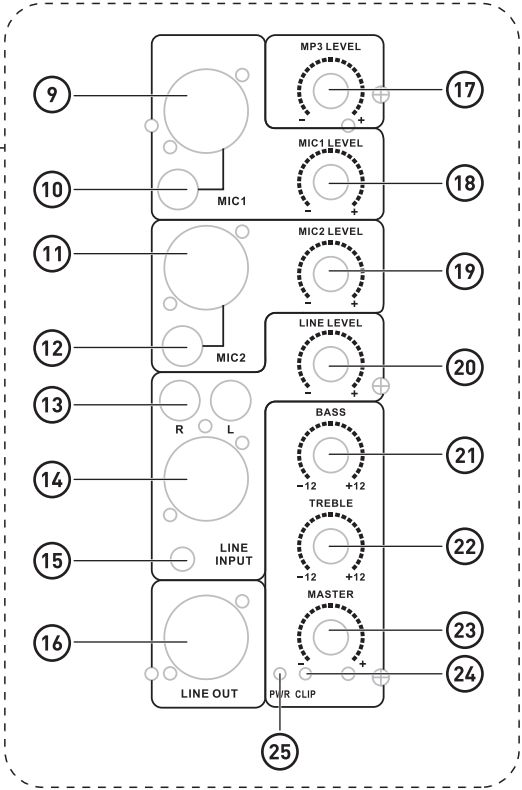 MP3 LEVEL
9
17
- +
MIC1 LEVEL
10
18
MIC1
- +
11
MIC2 LEVEL
19
- +
12
MIC2
LINE LEVEL
20
- +
13
R L
BASS
21
14
-12 +12
TREBLE
15
LINE
INPUT
22
-12 +12
MASTER
16
23
- +
24
LINE OUT
PWR CLIP
25